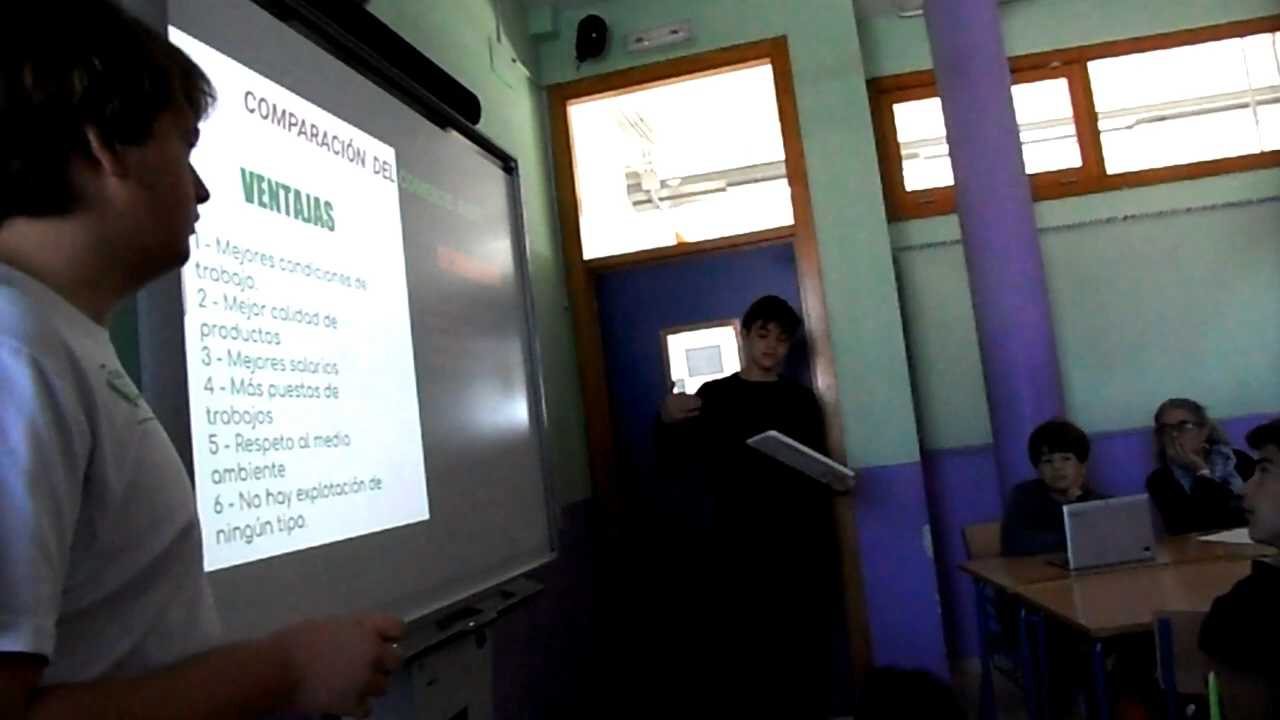 COMPARACIÓN DEL COMERCIO
VENTAJAS
1 - Mejores condiciones de
trabajo.
2 - Mejor calidad de
productos
3 - Mejores salarios
4 - Más puestos de
trabajos
5 - Respeto al medio
ambiente
6 - No hay explotación de
ningún tipo.